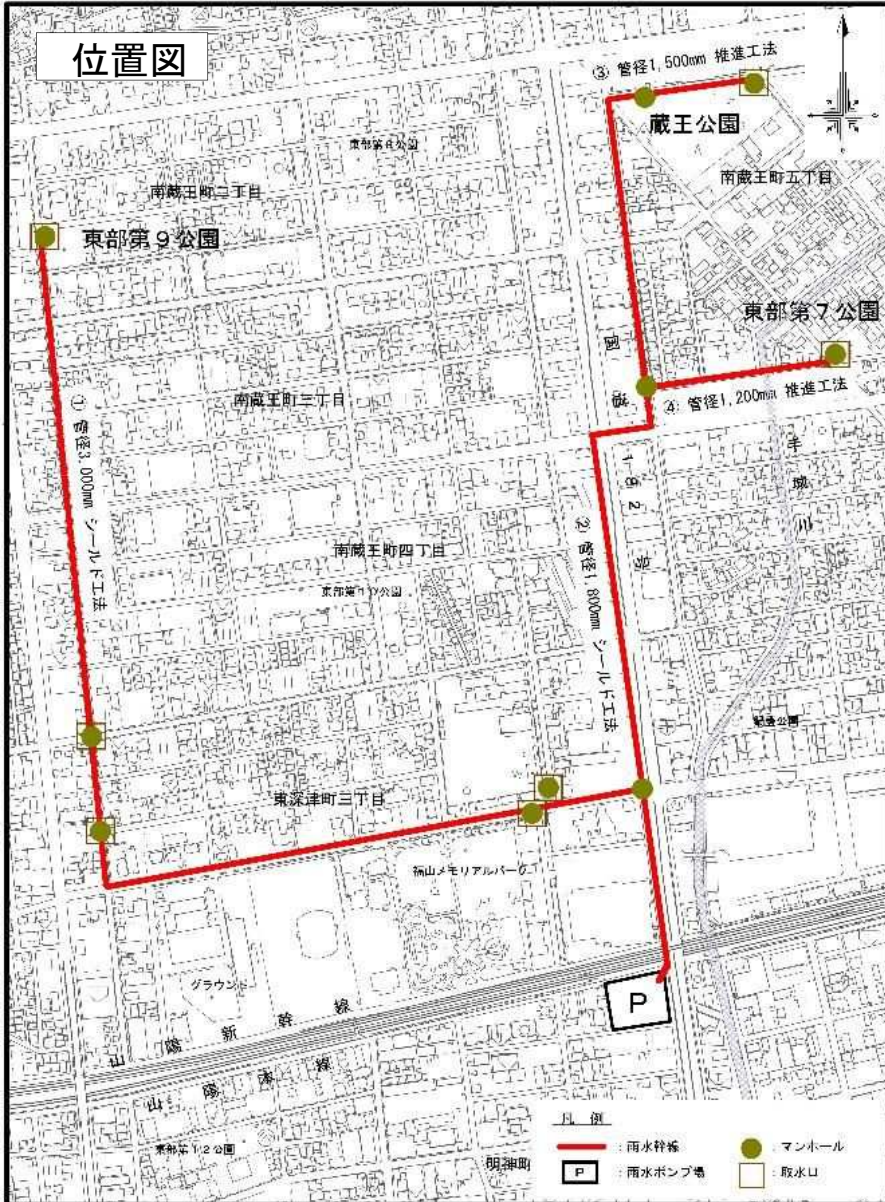 位置図
③ 管径1,500mm 推進工法
蔵王公園
東部第8公園
南蔵王町二丁目
南蔵王町五丁目
東部第9公園
東部第7公園
国道182号
④ 管径1,200mm 推進工法
南蔵王町三丁目
① 管径3,000mm シールド工法
手城川
② 管径1,800mm シールド工法
南蔵王町四丁目
東部第10公園
東深津町三丁目
福山メモリアルパーク
グラウンド
P
山陽新幹線
山陽本線
東部第12公園
明神町
凡例
：雨水幹線
：マンホール
P ：雨水ポンプ場
：取水口